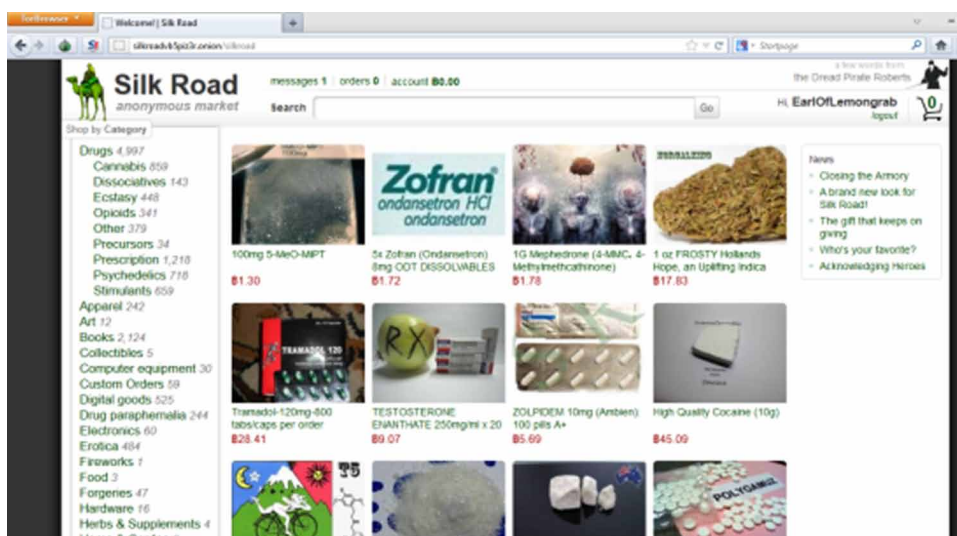 TorBrowser
Welcome! | Silk Road
silkroadvb5piz3r.onion/silkroad
Startpage
Silk Road
anonymous market
messages 1 | orders 0 | account ฿0.00
Search
Go
a few words from
the Dread Pirate Roberts
Hi, EarlOfLemongrab
logout
0
Shop by Category
Drugs 4,997
Cannabis 859
Dissociatives 143
Ecstasy 448
Opioids 341
Other 379
Precursors 34
Prescription 1,218
Psychedelics 716
Stimulants 659
Apparel 242
Art 12
Books 2,124
Collectibles 5
Computer equipment 30
Custom Orders 59
Digital goods 525
Drug paraphernalia 244
Electronics 60
Erotica 484
Fireworks 1
Food 3
Forgeries 47
Hardware 16
Herbs & Supplements 4
100mg 5-MeO-MIPT
฿1.30
Zofran
ondansetron HCl
ondansetron
5x Zofran (Ondansetron)
8mg ODT DISSOLVABLES
฿1.72
1G Mephedrone (4-MMC, 4-
Methylmethcathinone)
฿1.78
1 oz FROSTY Hollands
Hope, an Uplifting Indica
฿17.83
News
Closing the Armory
A brand new look for
Silk Road!
The gift that keeps on
giving
Who's your favorite?
Acknowledging Heroes
TRAMADOL 120
Tramadol-120mg-800
tabs/caps per order
฿28.41
RX
TESTOSTERONE
ENANTHATE 250mg/ml x 20
฿9.07
ZOLPIDEM 10mg (Ambien)
100 pills A+
฿5.69
High Quality Cocaine (10g)
฿45.09
POLYGAMUZ